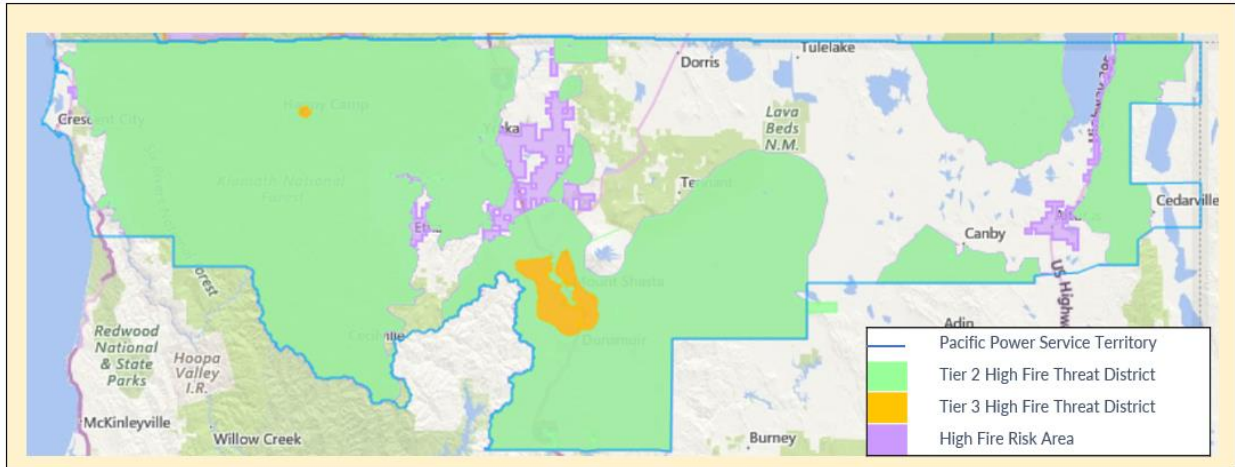 Dorris
Tulelake
Happy Camp
Crescent City
Yreka
Lava
Beds
N.M.
Klamath National
Forest
Tennant
Cedarville
Alturas
Canby
Mount Shasta
US Highw
Adin
Redwood
National
& State
Parks
Hoopa
Valley
I.R.
Dunsmuir
McKinleyville
Willow Creek
Burney
Pacific Power Service Territory
Tier 2 High Fire Threat District
Tier 3 High Fire Threat District
High Fire Risk Area